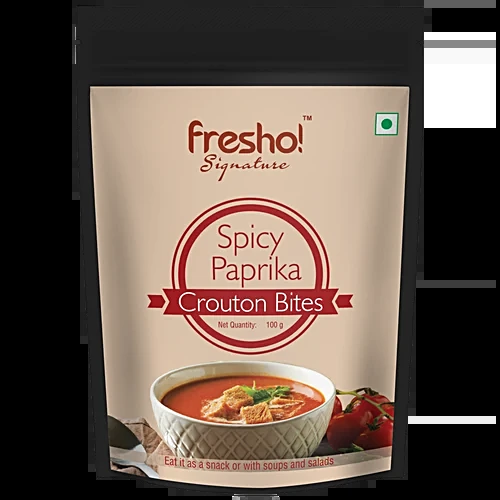 fresho!™
Signature
Spicy
Paprika
Crouton Bites
Net Quantity: 100 g
Eat it as a snack or with soups and salads